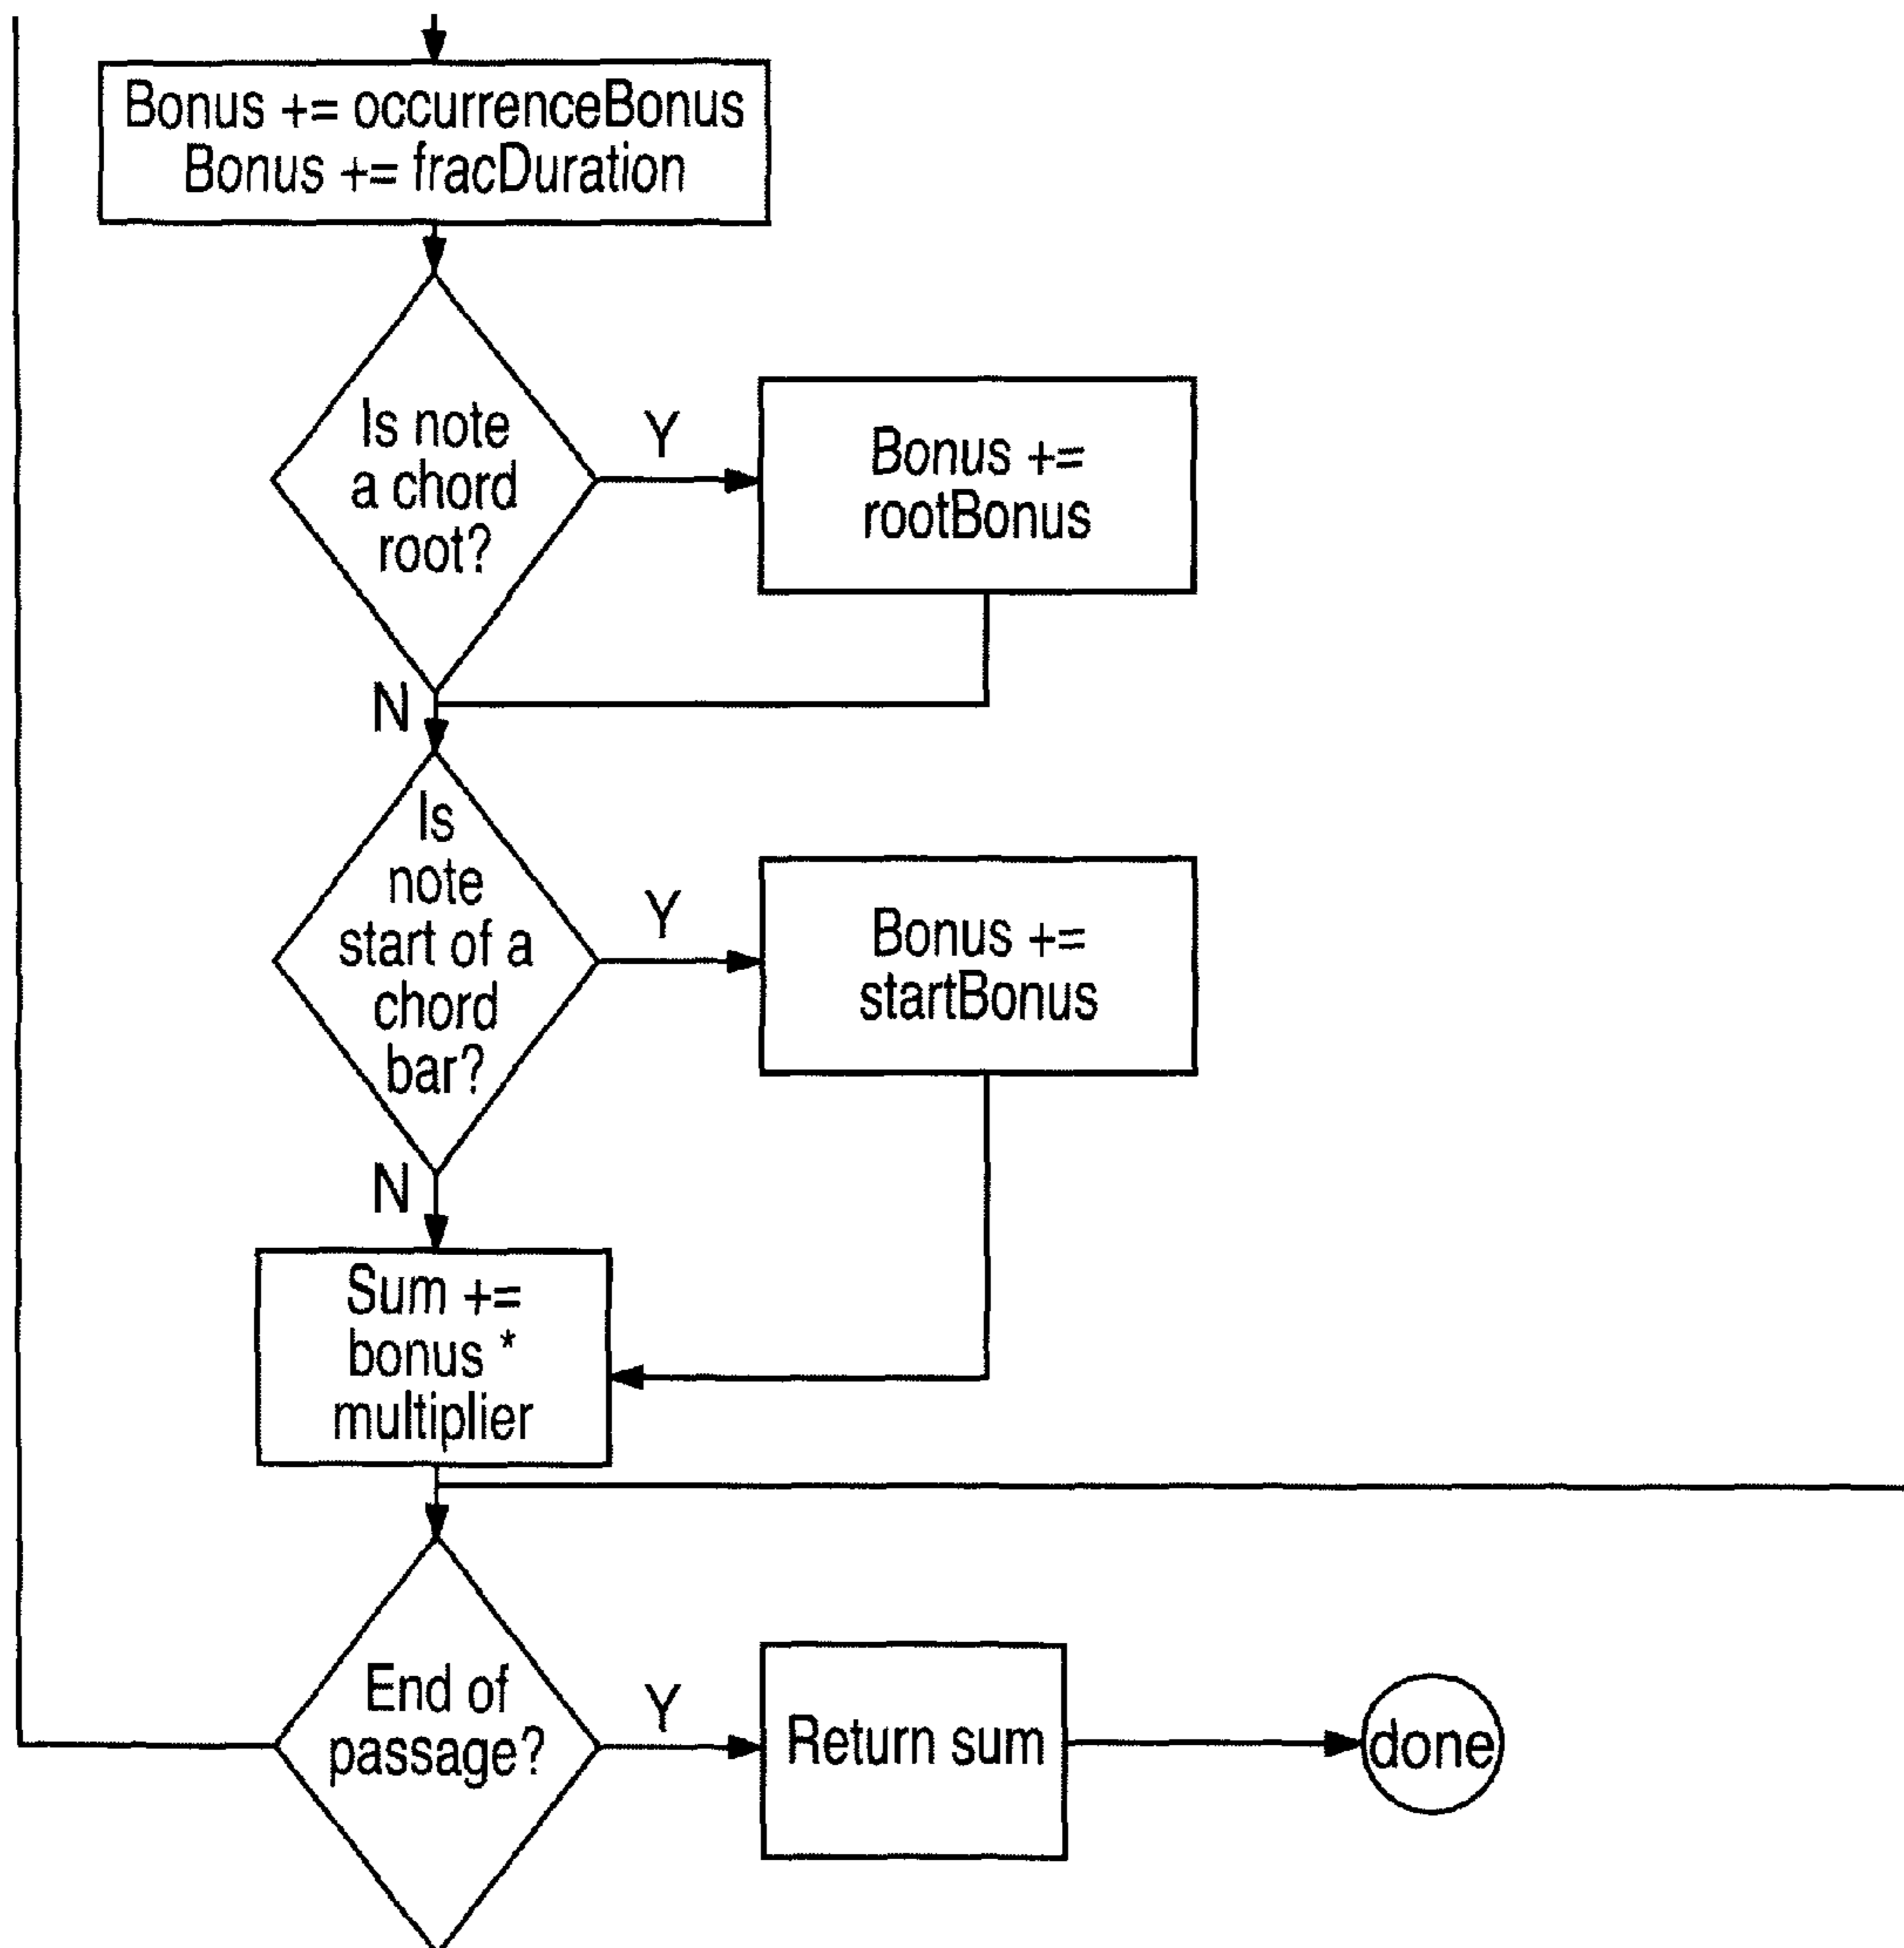 Bonus += occurrenceBonus
Bonus += fracDuration
Is note
a chord
root?
Y
Bonus +=
rootBonus
N
Is
note
start of a
chord
bar?
Y
Bonus +=
startBonus
N
Sum +=
bonus *
multiplier
End of
passage?
Y
Return sum
done